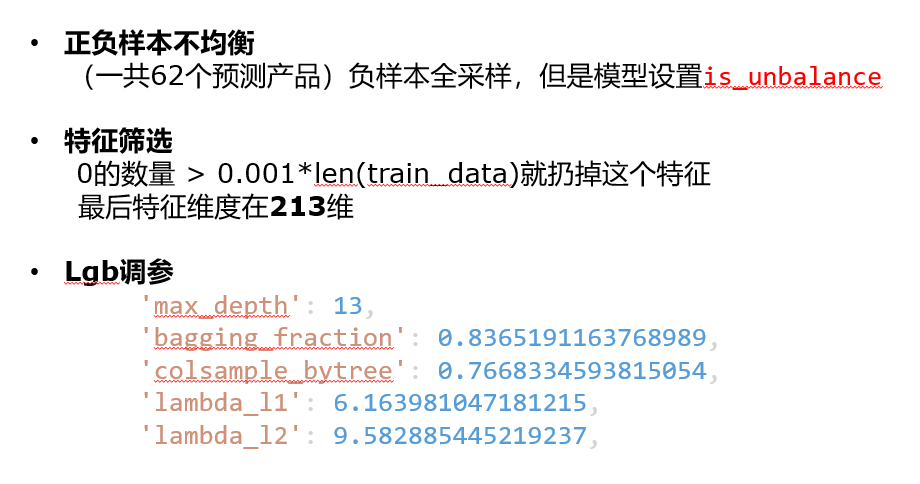 • 正负样本不均衡
（一共62个预测产品）负样本全采样，但是模型设置is_unbalance
• 特征筛选
0的数量 > 0.001*len(train_data)就扔掉这个特征
最后特征维度在213维
• Lgb调参
'max_depth': 13,
'bagging_fraction': 0.8365191163768989,
'colsample_bytree': 0.7668334593815054,
'lambda_l1': 6.163981047181215,
'lambda_l2': 9.582885445219237,